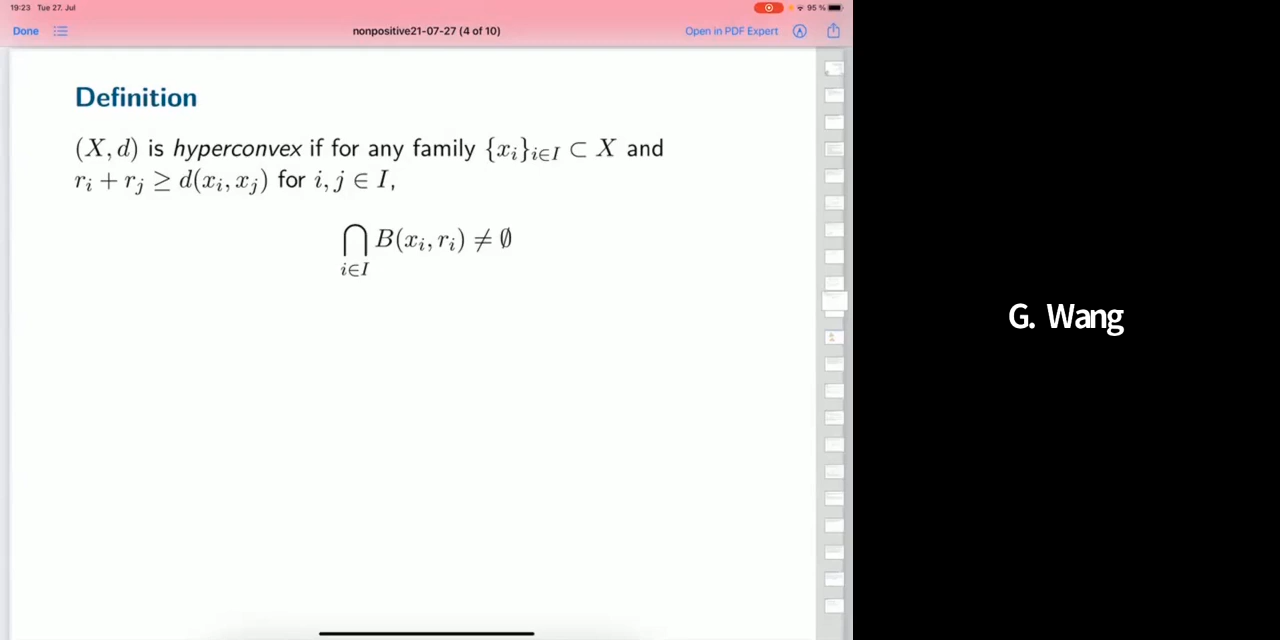 19:23 Tue 27. Jul
95 %
Done
nonpositive21-07-27 (4 of 10)
Open in PDF Expert
Definition
(X, d) is hyperconvex if for any family {x_i}_{i∈I} ⊂ X and
r_i + r_j ≥ d(x_i, x_j) for i, j ∈ I,
⋂_{i∈I} B(x_i, r_i) ≠ ∅
G. Wang